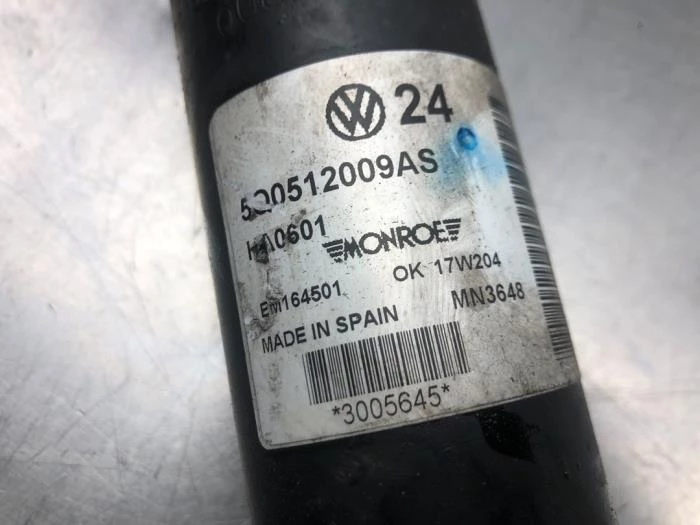 24
5Q0512009AS
HA0601
MONROE
EM164501 OK 17W204
MADE IN SPAIN MN3648
*3005645*